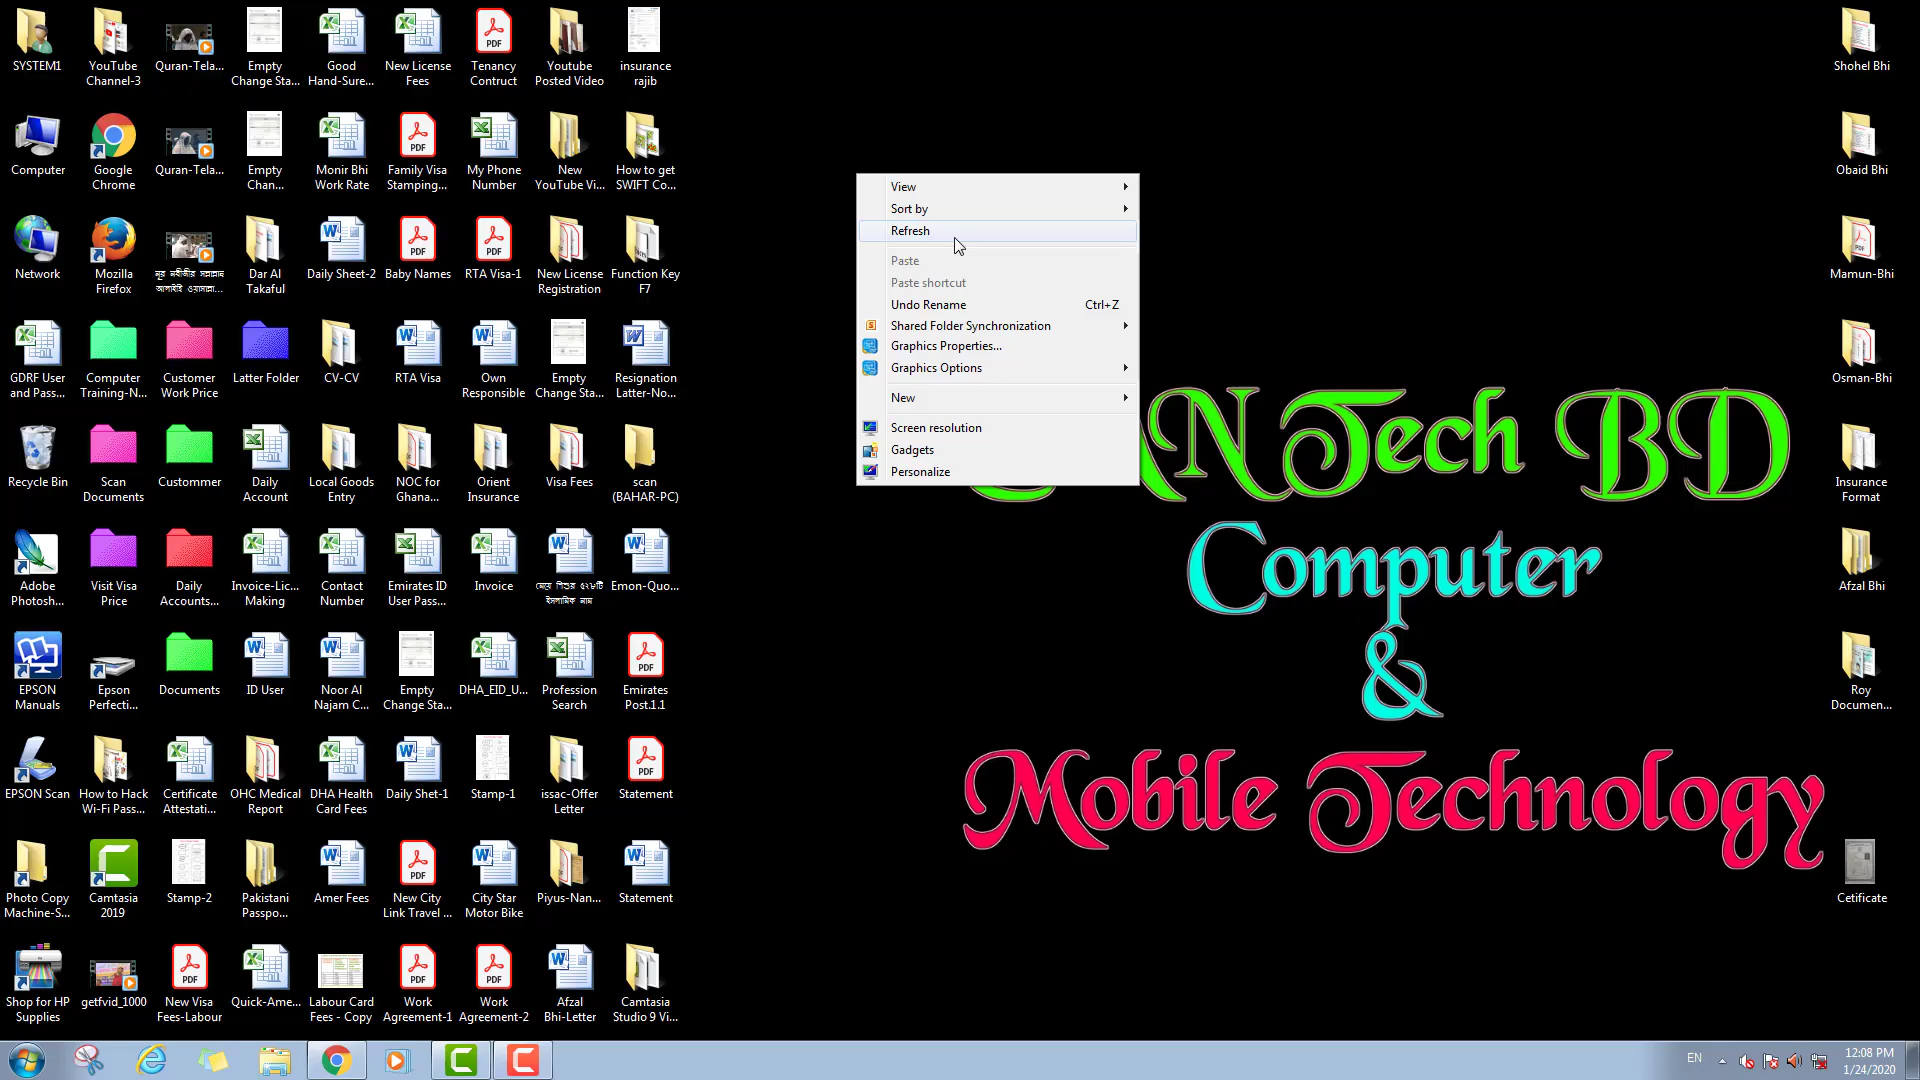 SYSTEM1
YouTube
Channel-3
Quran-Tela...
Empty
Change Sta...
Good
Hand-Sure...
New License
Fees
Tenancy
Contract
Youtube
Posted Video
insurance
rajib
Shohel Bhi
Computer
Google
Chrome
Quran-Tela...
Empty
Chan...
Monir Bhi
Work Rate
Family Visa
Stamping...
My Phone
Number
New
YouTube Vi...
How to get
SWIFT Co...
Obaid Bhi
Network
Mozilla
Firefox
নূর নবীজীর সল্লাল্লাম
আলাইহি ওয়াসাল্লা...
Dar Al
Takaful
Daily Sheet-2
Baby Names
RTA Visa-1
New License
Registration
Function Key
F7
Mamun-Bhi
GDRF User
and Pass...
Computer
Training-N...
Customer
Work Price
Latter Folder
CV-CV
RTA Visa
Own
Responsible
Empty
Change Sta...
Resignation
Latter-No...
Osman-Bhi
Recycle Bin
Scan
Documents
Custommer
Daily
Account
Local Goods
Entry
NOC for
Ghana...
Orient
Insurance
Visa Fees
scan
(BAHAR-PC)
Insurance
Format
Adobe
Photosh...
Visit Visa
Price
Daily
Accounts...
Invoice-Lic...
Making
Contact
Number
Emirates ID
User Pass...
Invoice
মেয়ে শিশুর ৫২৮টি
ইসলামিক নাম
Emon-Quo...
Afzal Bhi
EPSON
Manuals
Epson
Perfecti...
Documents
ID User
Noor Al
Najam C...
Empty
Change Sta...
DHA_EID_U...
Profession
Search
Emirates
Post.1.1
Roy
Documen...
EPSON Scan
How to Hack
Wi-Fi Pass...
Certificate
Attestati...
OHC Medical
Report
DHA Health
Card Fees
Daily Shet-1
Stamp-1
issac-Offer
Letter
Statement
Photo Copy
Machine-S...
Camtasia
2019
Stamp-2
Pakistani
Passpo...
Amer Fees
New City
Link Travel ...
City Star
Motor Bike
Piyus-Nan...
Statement
Cetificate
Shop for HP
Supplies
getfvid_1000
New Visa
Fees-Labour
Quick-Ame...
Labour Card
Fees - Copy
Work
Agreement-1
Work
Agreement-2
Afzal
Bhi-Letter
Camtasia
Studio 9 Vi...
View
Sort by
Refresh
Paste
Paste shortcut
Undo Rename Ctrl+Z
Shared Folder Synchronization
Graphics Properties...
Graphics Options
New
Screen resolution
Gadgets
Personalize
NTech BD
Computer
&
Mobile Technology
EN
12:08 PM
1/24/2020